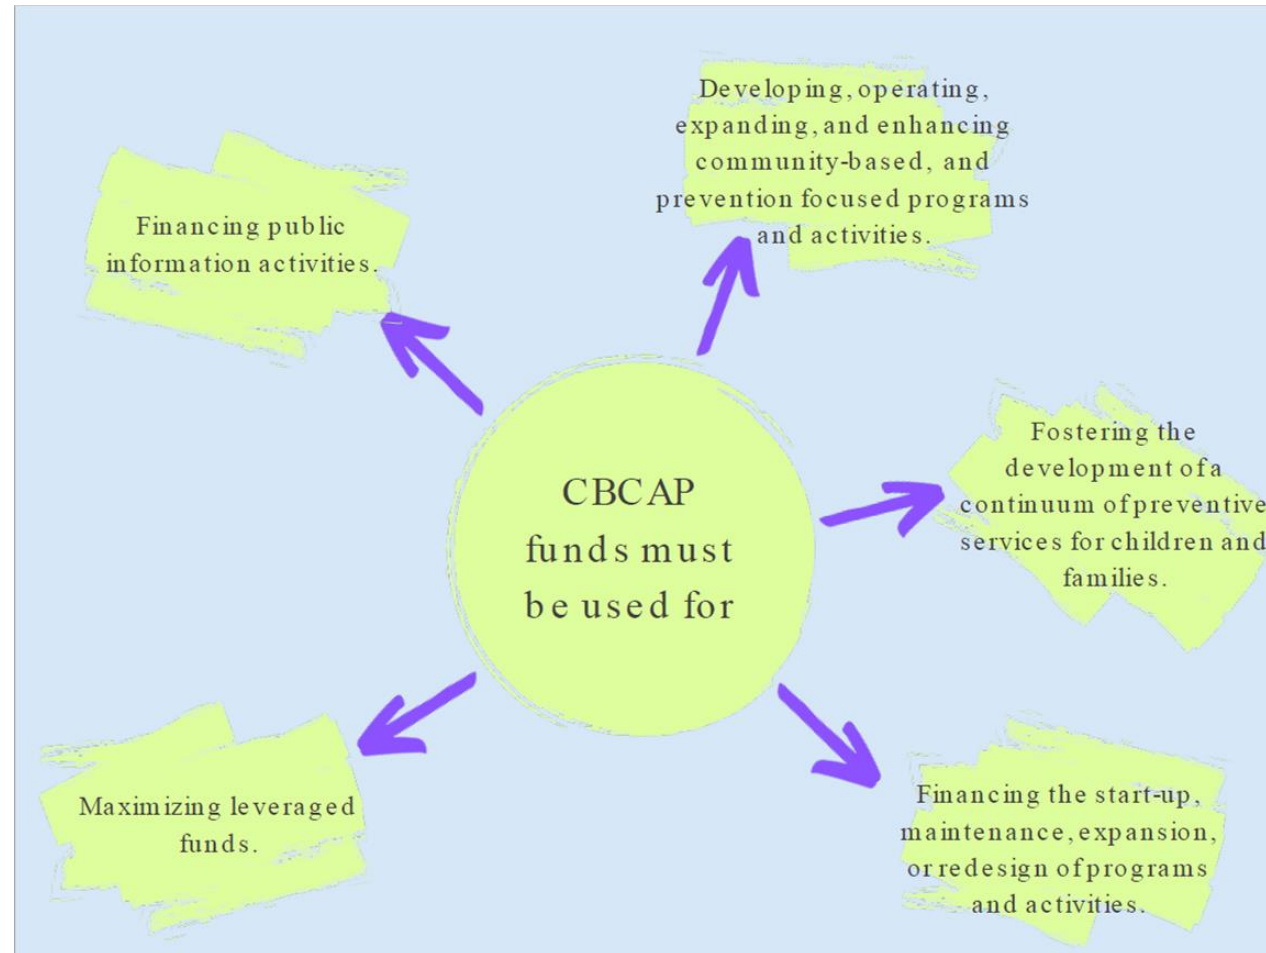 Developing, operating,
expanding, and enhancing
community-based, and
prevention focused programs
and activities.
Financing public
information activities.
Fostering the
development of a
continuum of preventive
services for children and
families.
CBCAP
funds must
be used for
Maximizing leveraged
funds.
Financing the start-up,
maintenance, expansion,
or redesign of programs
and activities.